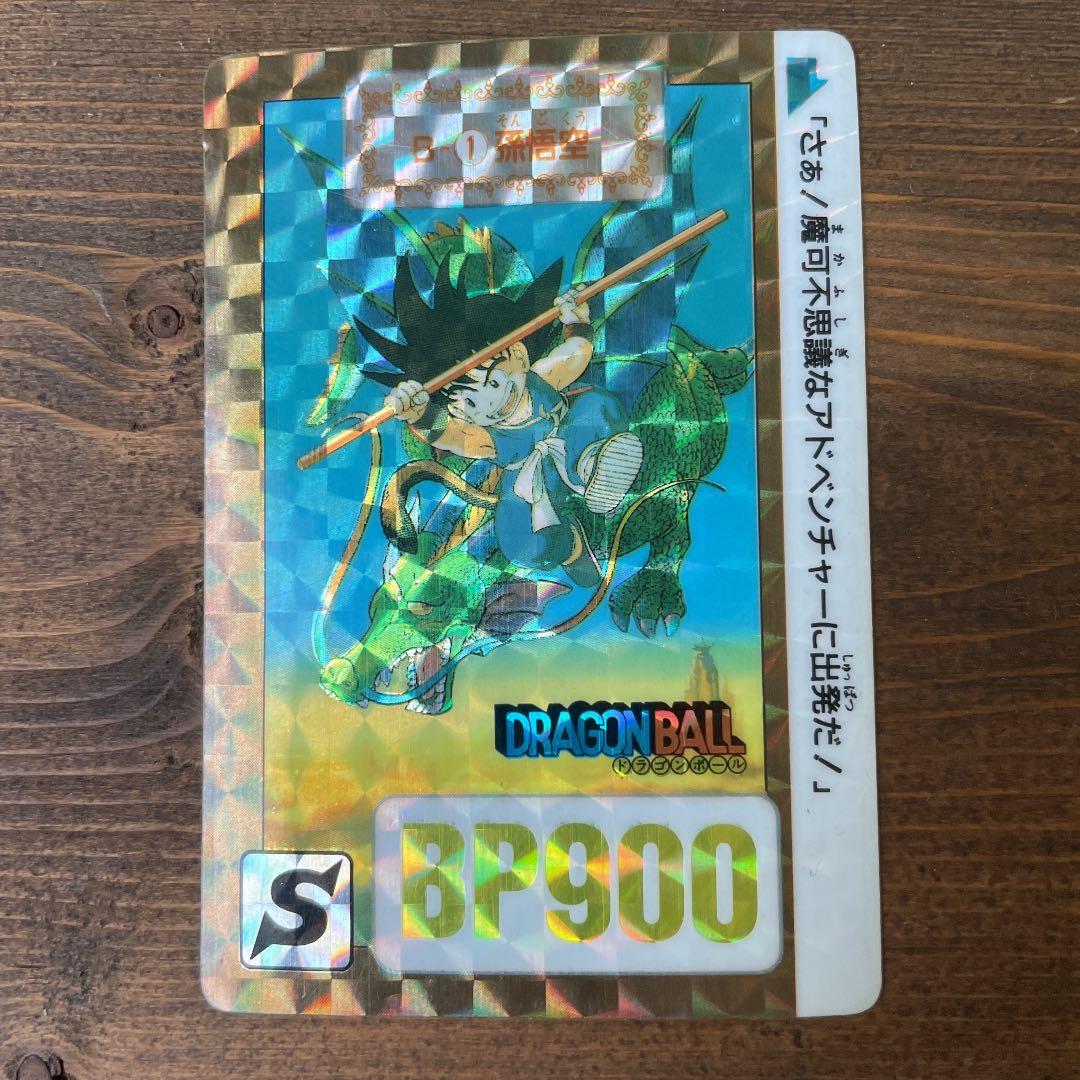 そんごくう
B-①孫悟空
「さぁ!魔可不思議なアドベンチャーに出発だ!」
まかふしぎ
しゅっぱつ
DRAGON BALL
ドラゴンボール
S
BP900